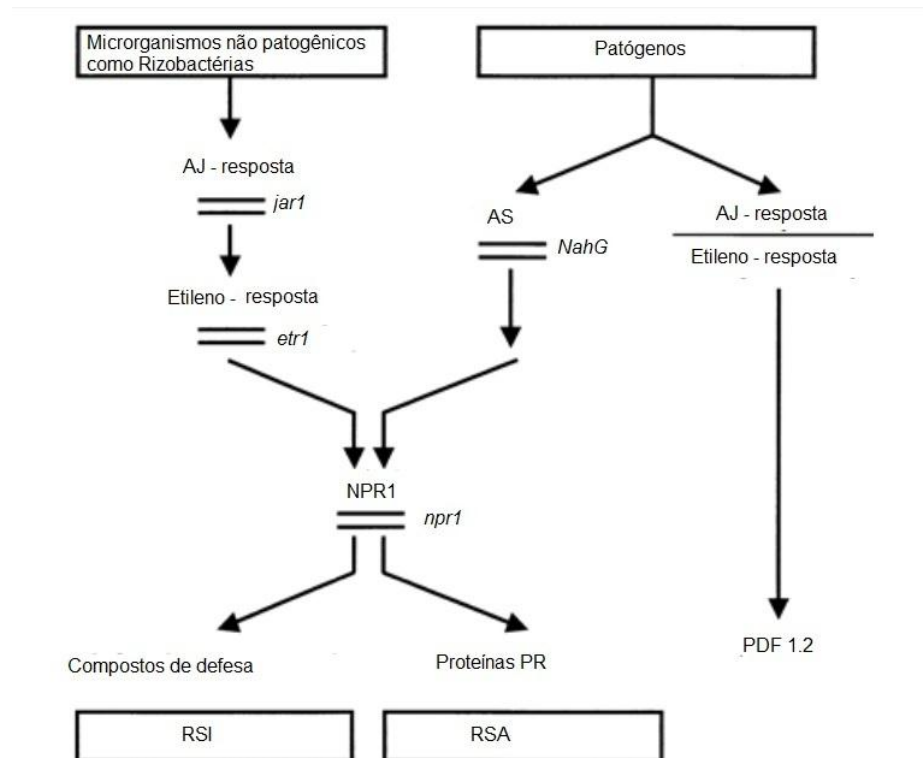 Microrganismos não patogênicos
como Rizobactérias
Patógenos
AJ - resposta
jar1
Etileno - resposta
etr1
AS
NahG
AJ - resposta
Etileno - resposta
NPR1
npr1
Compostos de defesa
Proteínas PR
PDF 1.2
RSI
RSA